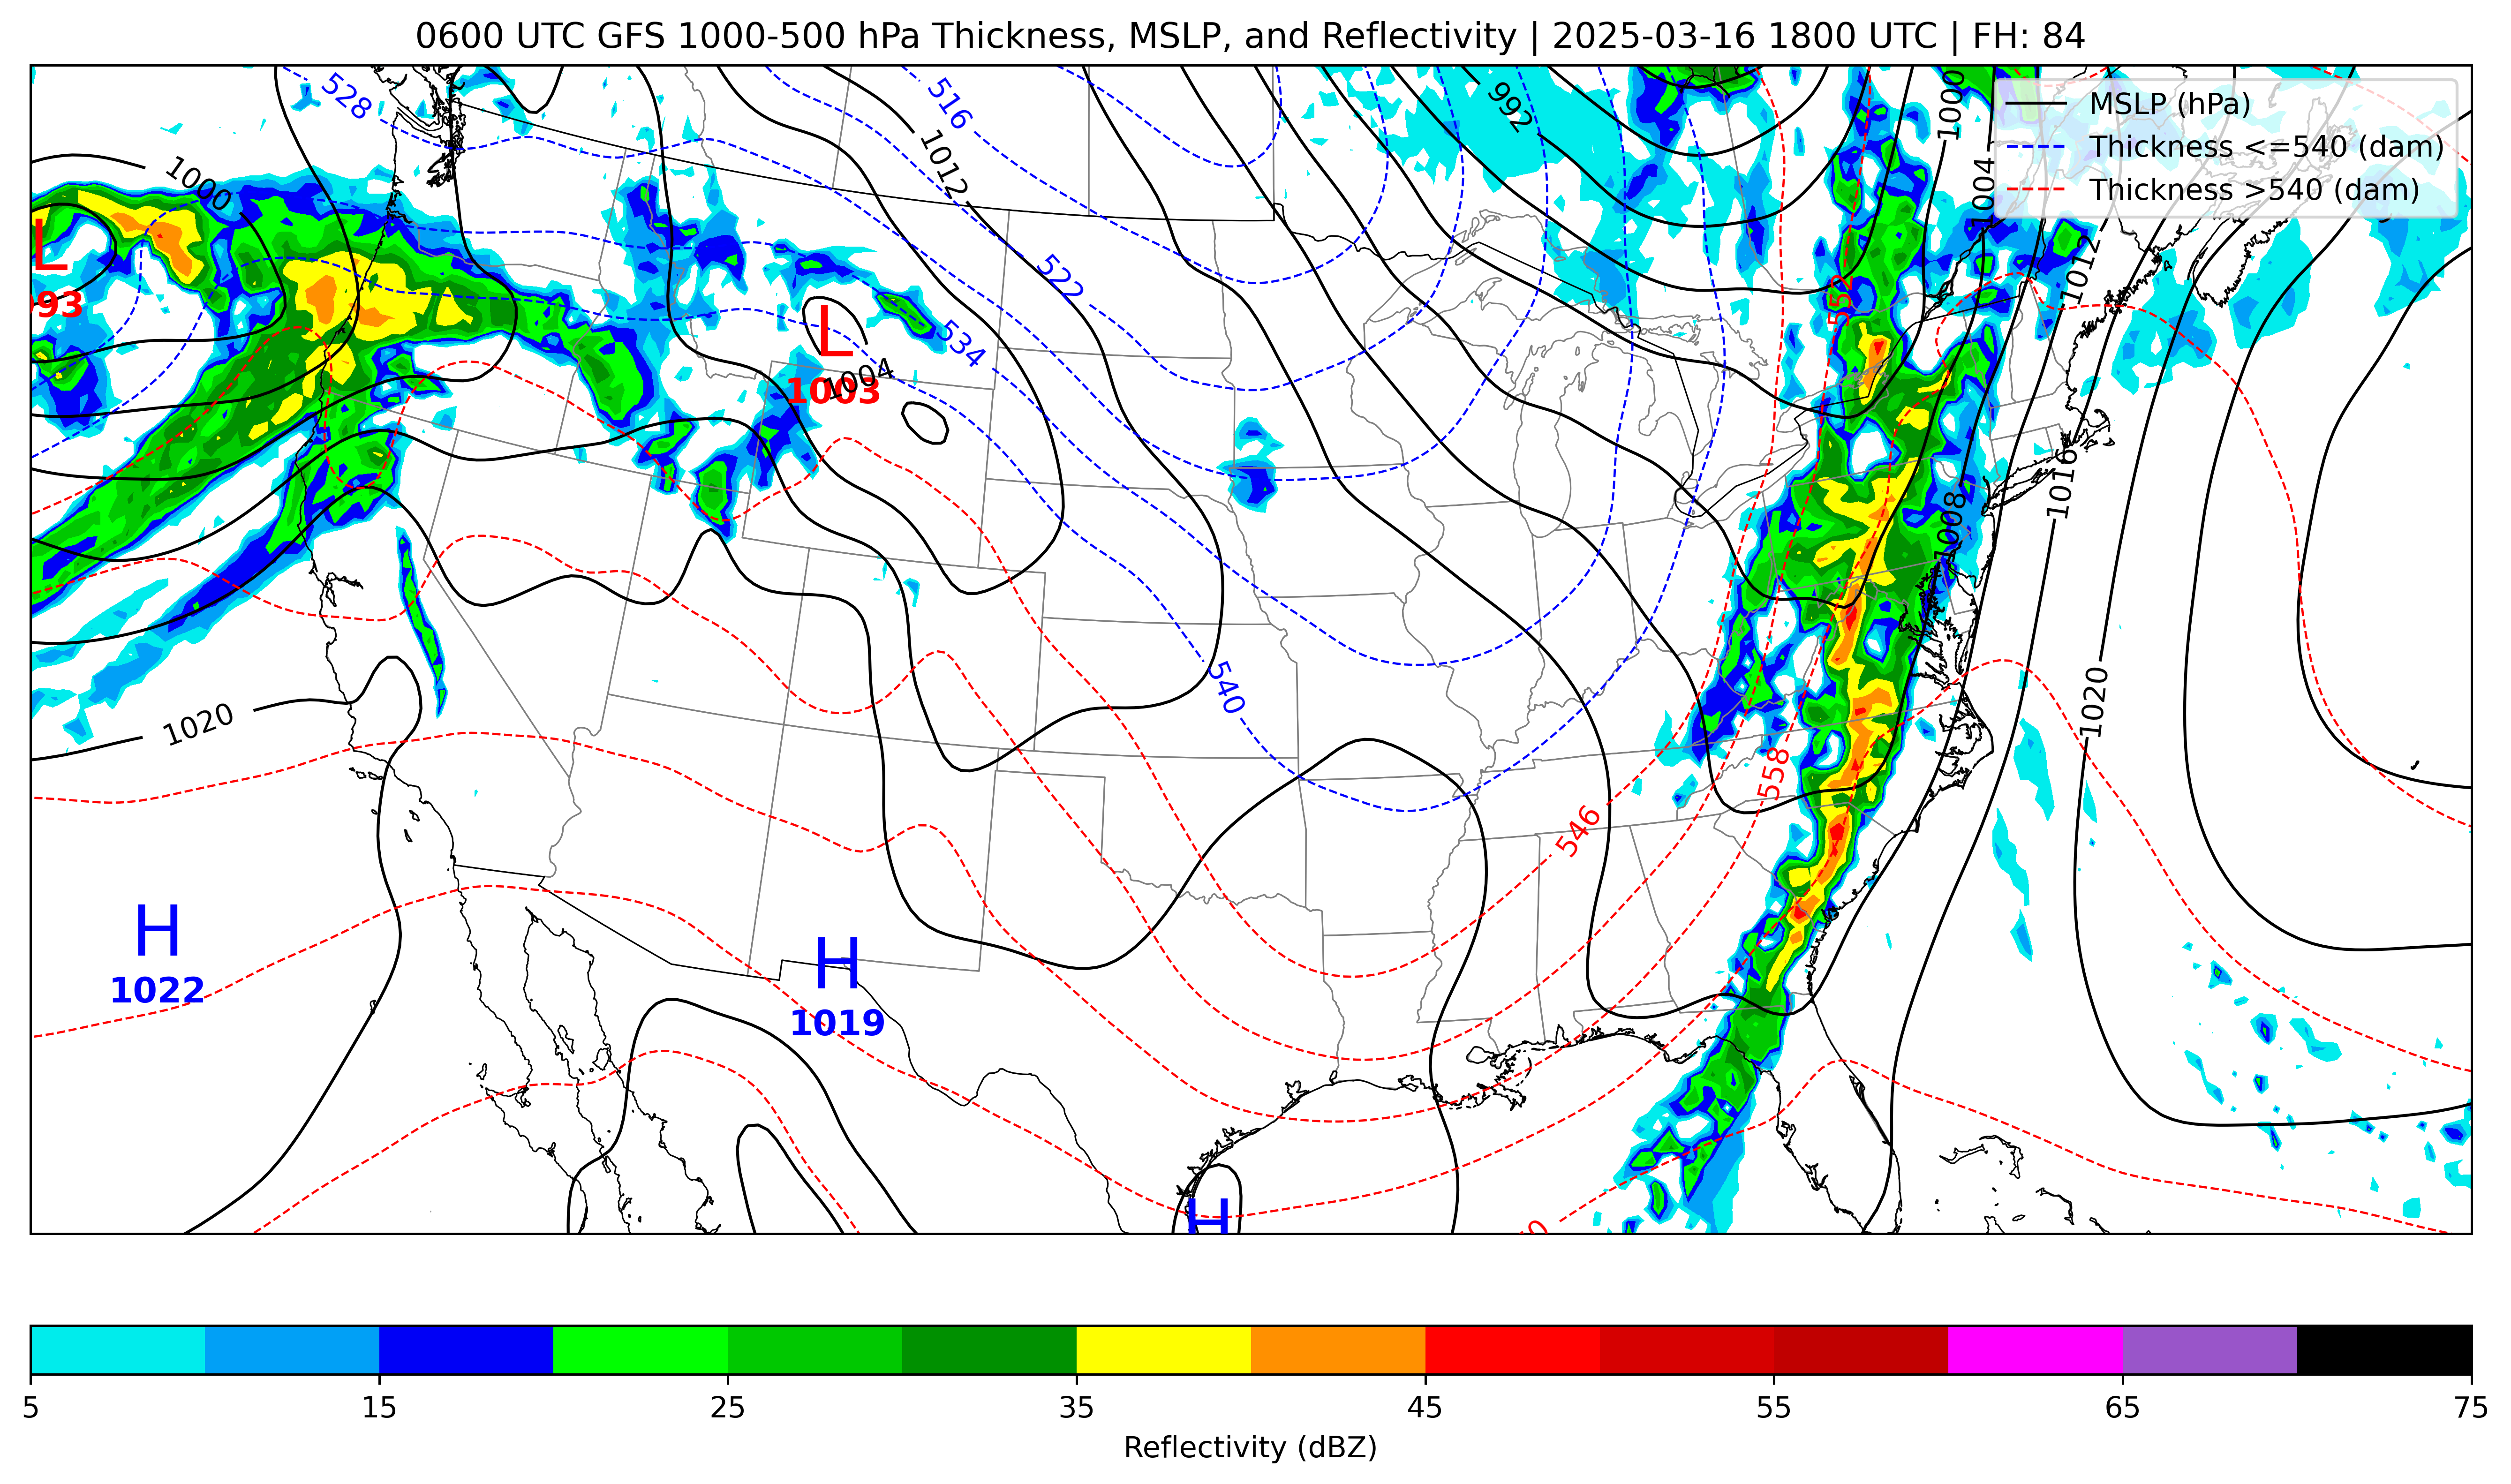 0600 UTC GFS 1000-500 hPa Thickness, MSLP, and Reflectivity | 2025-03-16 1800 UTC | FH: 84
MSLP (hPa)
Thickness <=540 (dam)
Thickness >540 (dam)
528
516
992
1000
1012
1004
1000
L
993
1012
522
552
L
1003
1004
534
1016
1008
540
1020
1020
558
546
H
1022
H
1019
H
5 15 25 35 45 55 65 75
Reflectivity (dBZ)